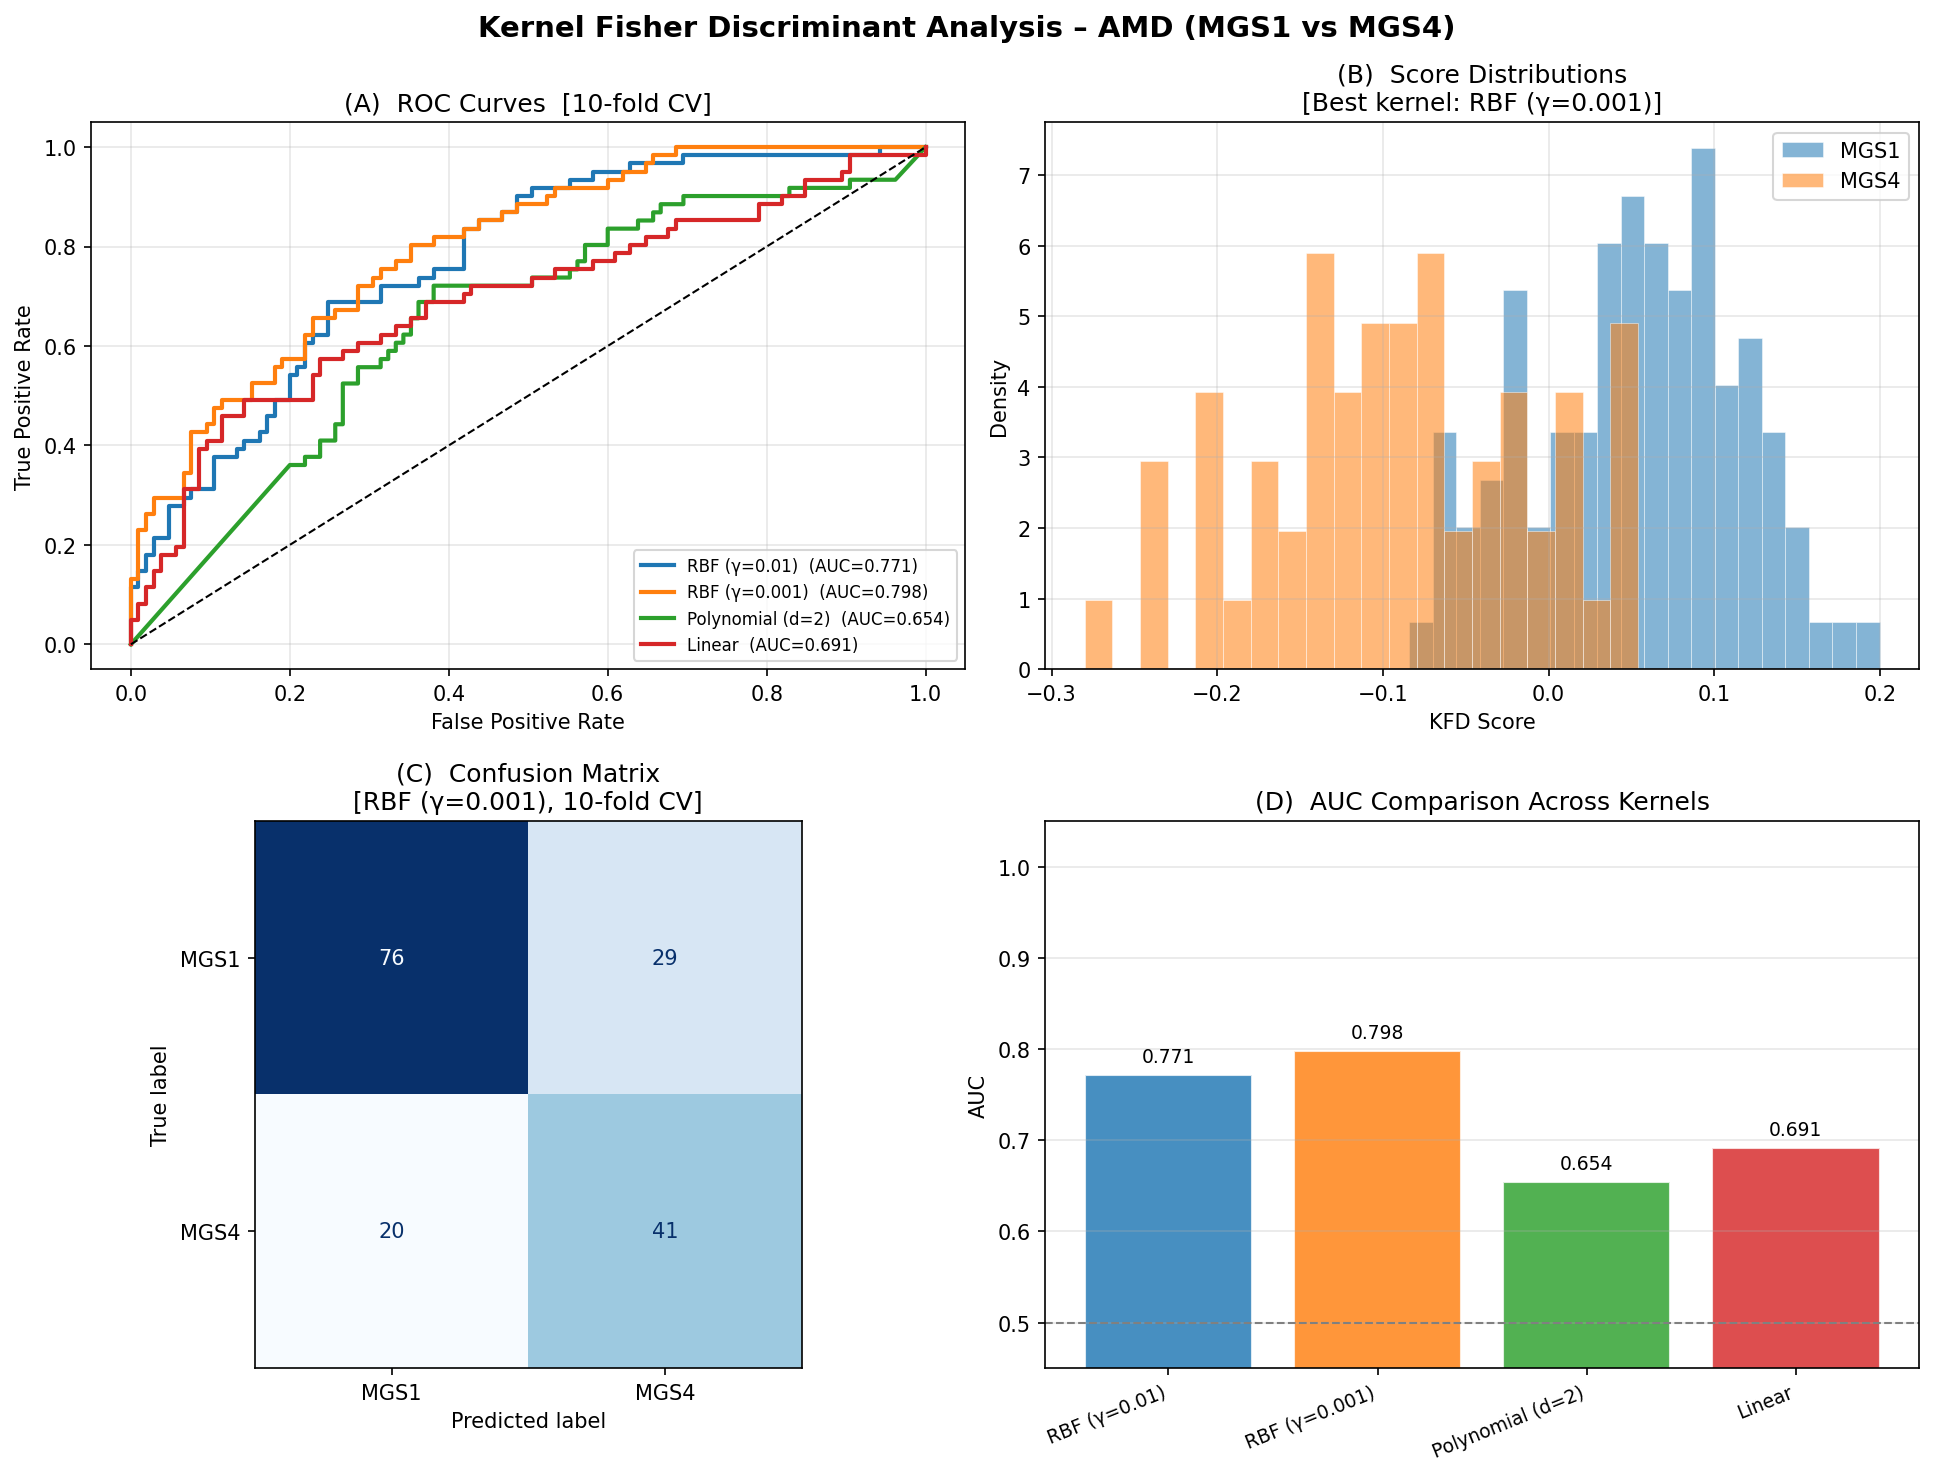 Kernel Fisher Discriminant Analysis – AMD (MGS1 vs MGS4)
(A)  ROC Curves  [10-fold CV]
1.0
0.8
0.6
0.4
0.2
0.0
True Positive Rate
0.0 0.2 0.4 0.6 0.8 1.0
False Positive Rate
RBF (γ=0.01)  (AUC=0.771)
RBF (γ=0.001)  (AUC=0.798)
Polynomial (d=2)  (AUC=0.654)
Linear  (AUC=0.691)
(B)  Score Distributions
[Best kernel: RBF (γ=0.001)]
MGS1
MGS4
7
6
5
4
3
2
1
0
Density
−0.3 −0.2 −0.1 0.0 0.1 0.2
KFD Score
(C)  Confusion Matrix
[RBF (γ=0.001), 10-fold CV]
True label
MGS1 76 29
MGS4 20 41
MGS1 MGS4
Predicted label
(D)  AUC Comparison Across Kernels
1.0
0.9
0.8
0.7
0.6
0.5
AUC
0.771
0.798
0.654
0.691
RBF (γ=0.01)
RBF (γ=0.001)
Polynomial (d=2)
Linear